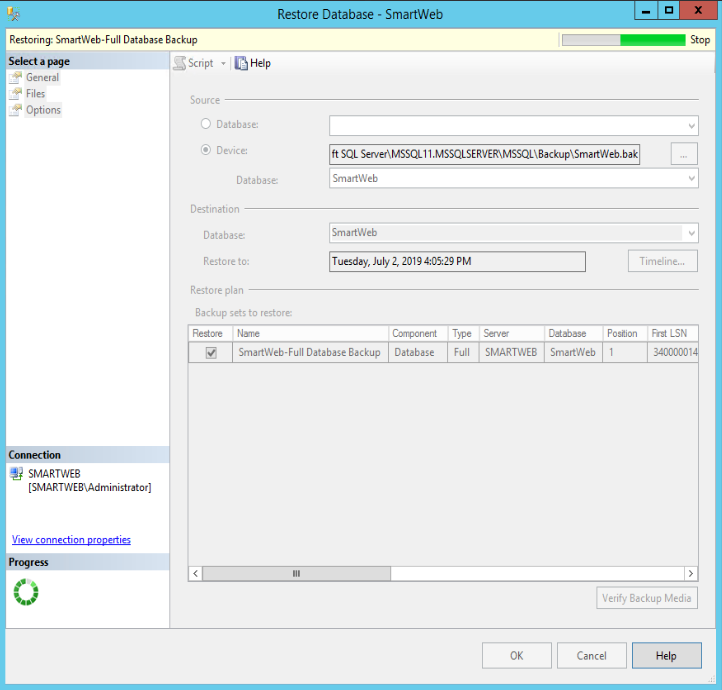 Restore Database - SmartWeb
Restoring: SmartWeb-Full Database Backup
Stop
Select a page
General
Files
Options
Script
Help
Source
Database:
Device:
ft SQL Server\MSSQL11.MSSQLSERVER\MSSQL\Backup\SmartWeb.bak
...
Database:
SmartWeb
Destination
Database:
SmartWeb
Restore to:
Tuesday, July 2, 2019 4:05:29 PM
Timeline...
Restore plan
Backup sets to restore:
Restore Name Component Type Server Database Position First LSN
SmartWeb-Full Database Backup Database Full SMARTWEB SmartWeb 1 340000014
Connection
SMARTWEB
[SMARTWEB\Administrator]
View connection properties
Progress
Verify Backup Media
OK
Cancel
Help